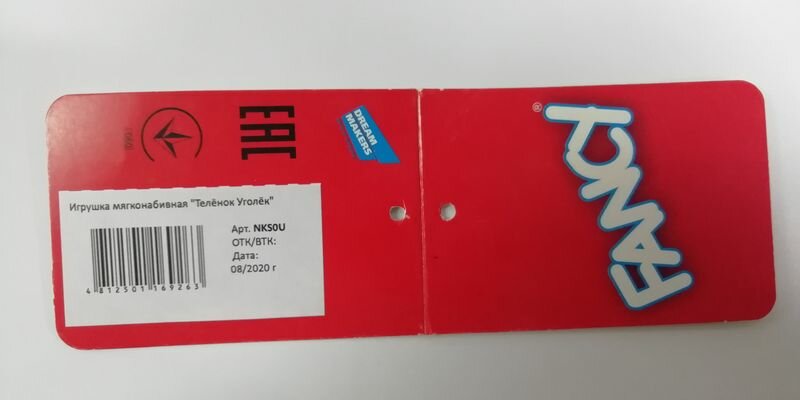 EAC
DREAM
MAKERS
Игрушка мягконабивная "Телёнок Уголёк"
Арт. NKS0U
ОТК/ВТК:
Дата:
08/2020 г
4 812501 169263
FANCY
®